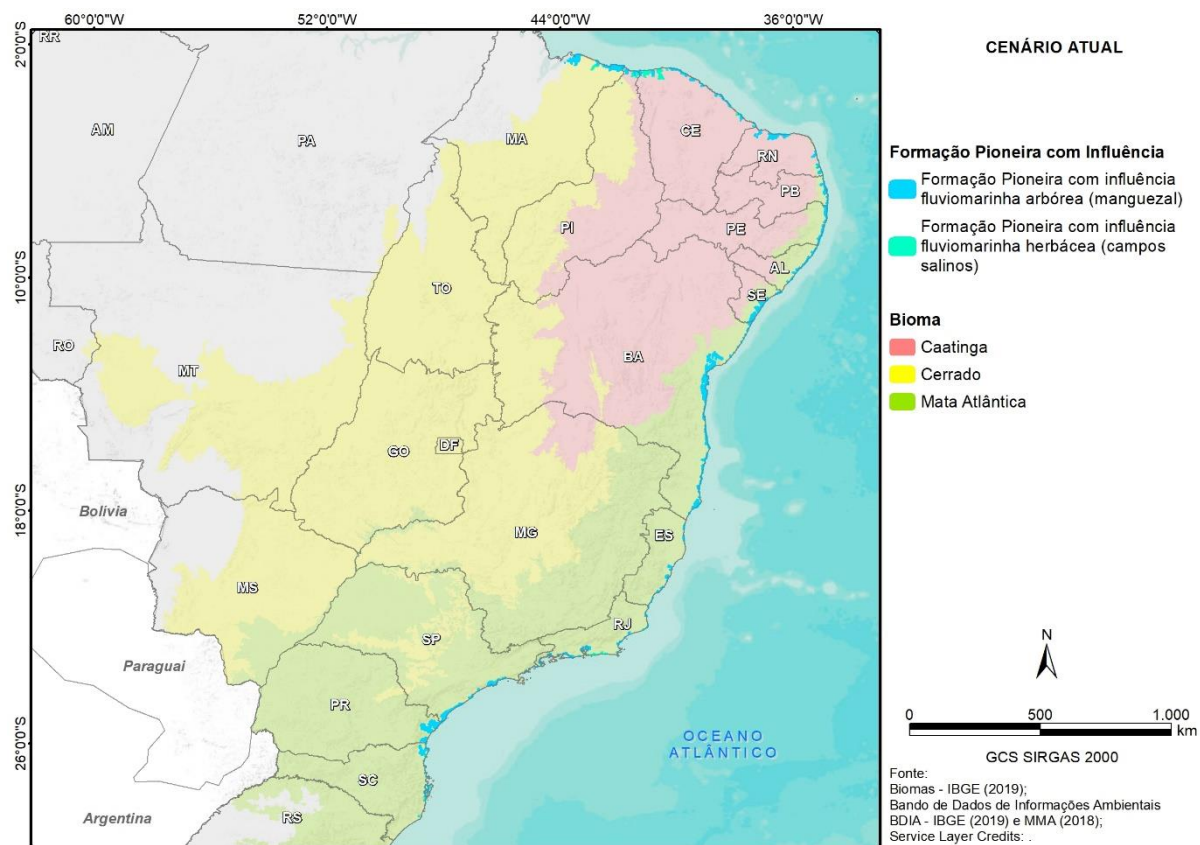 60°0'0"W 52°0'0"W 44°0'0"W 36°0'0"W
2°0'0"S
10°0'0"S
18°0'0"S
26°0'0"S
RR
AM
PA
MA
CE
RN
PB
PE
PI
AL
SE
TO
RO
MT
BA
GO
DF
Bolivia
MG
ES
MS
SP
RJ
Paraguai
PR
OCEANO
ATLÂNTICO
SC
Argentina
RS
CENÁRIO ATUAL
Formação Pioneira com Influência
Formação Pioneira com influência
fluviomarinha arbórea (manguezal)
Formação Pioneira com influência
fluviomarinha herbácea (campos
salinos)
Bioma
Caatinga
Cerrado
Mata Atlântica
N
0 500 1.000
km
GCS SIRGAS 2000
Fonte:
Biomas - IBGE (2019);
Bando de Dados de Informações Ambientais
BDIA - IBGE (2019) e MMA (2018);
Service Layer Credits: .